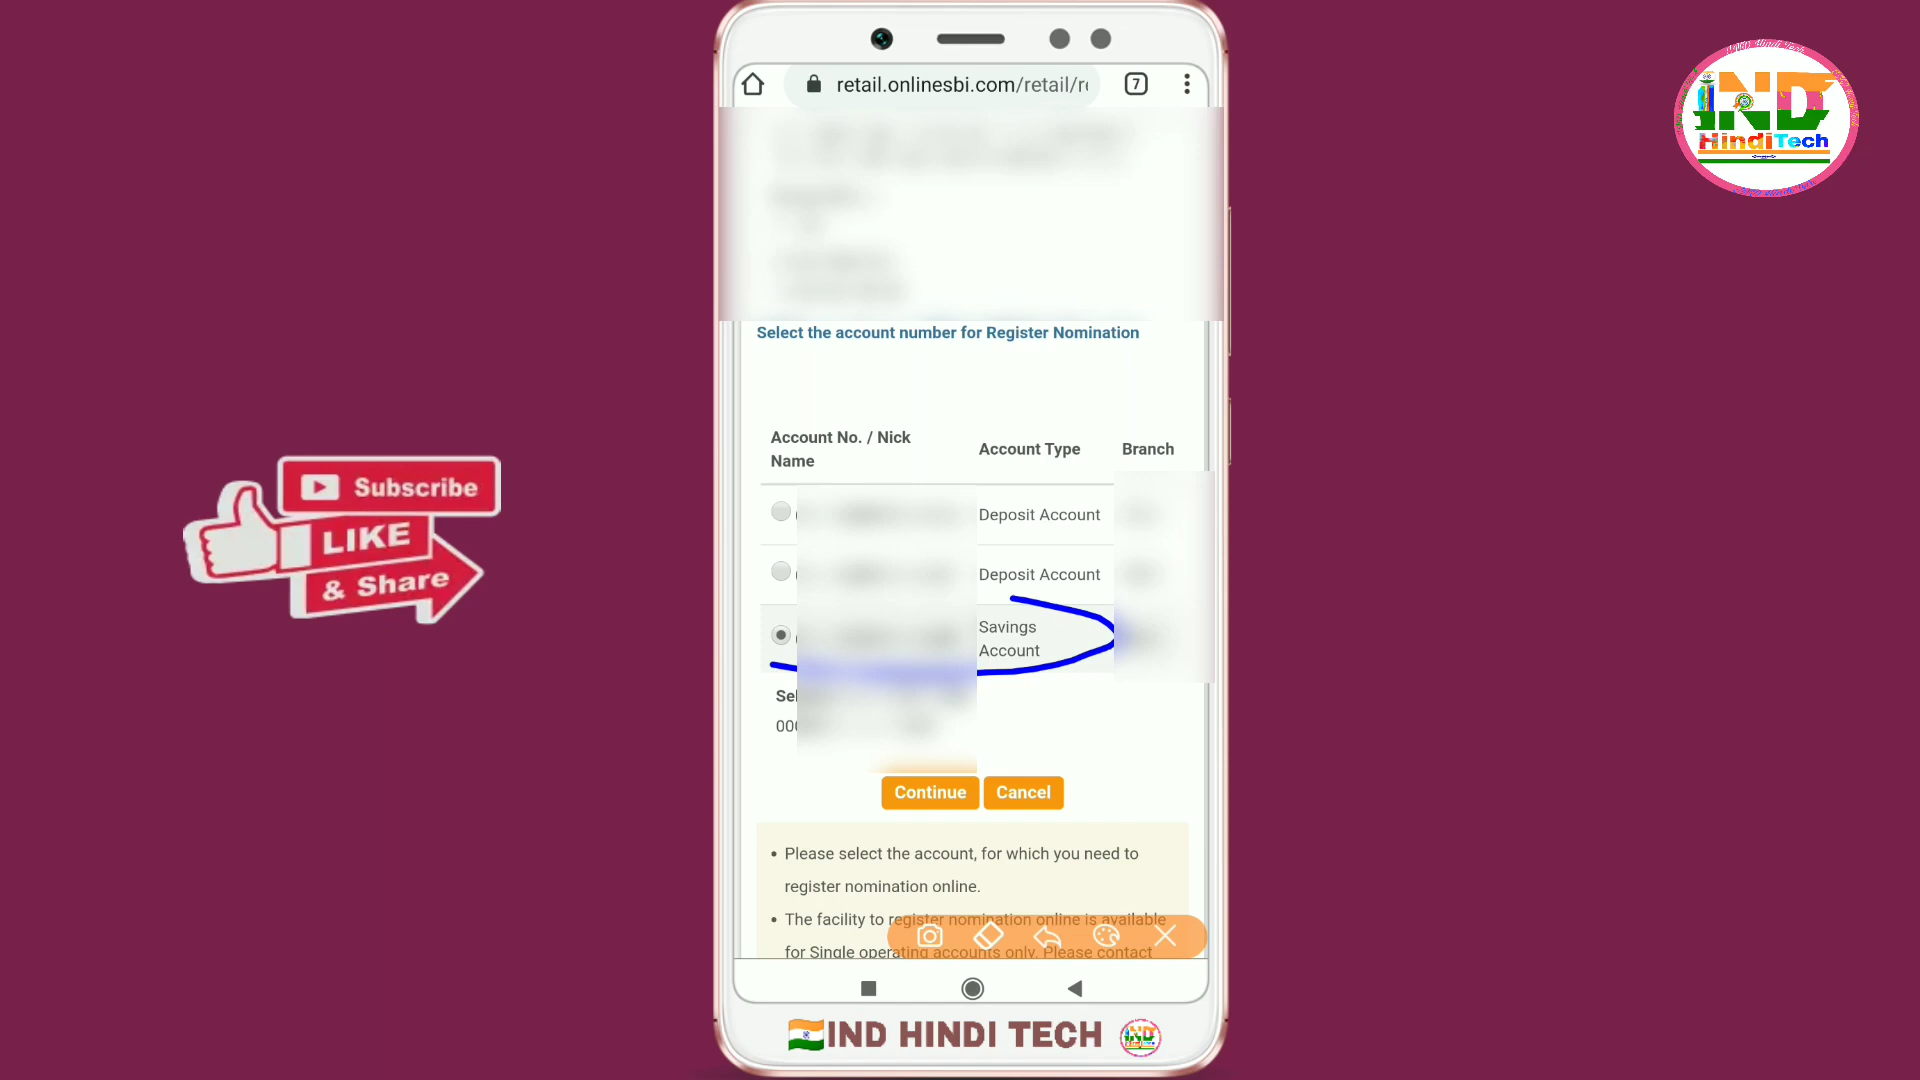 retail.onlinesbi.com/retail/re
7
IND
HindiTech
Select the account number for Register Nomination
Account No. / Nick Name
Account Type
Branch
Deposit Account
Deposit Account
Savings Account
Sel
000
Continue
Cancel
Please select the account, for which you need to
register nomination online.
The facility to register nomination online is available
for Single operating accounts only. Please contact
Subscribe
LIKE
& Share
IND HINDI TECH